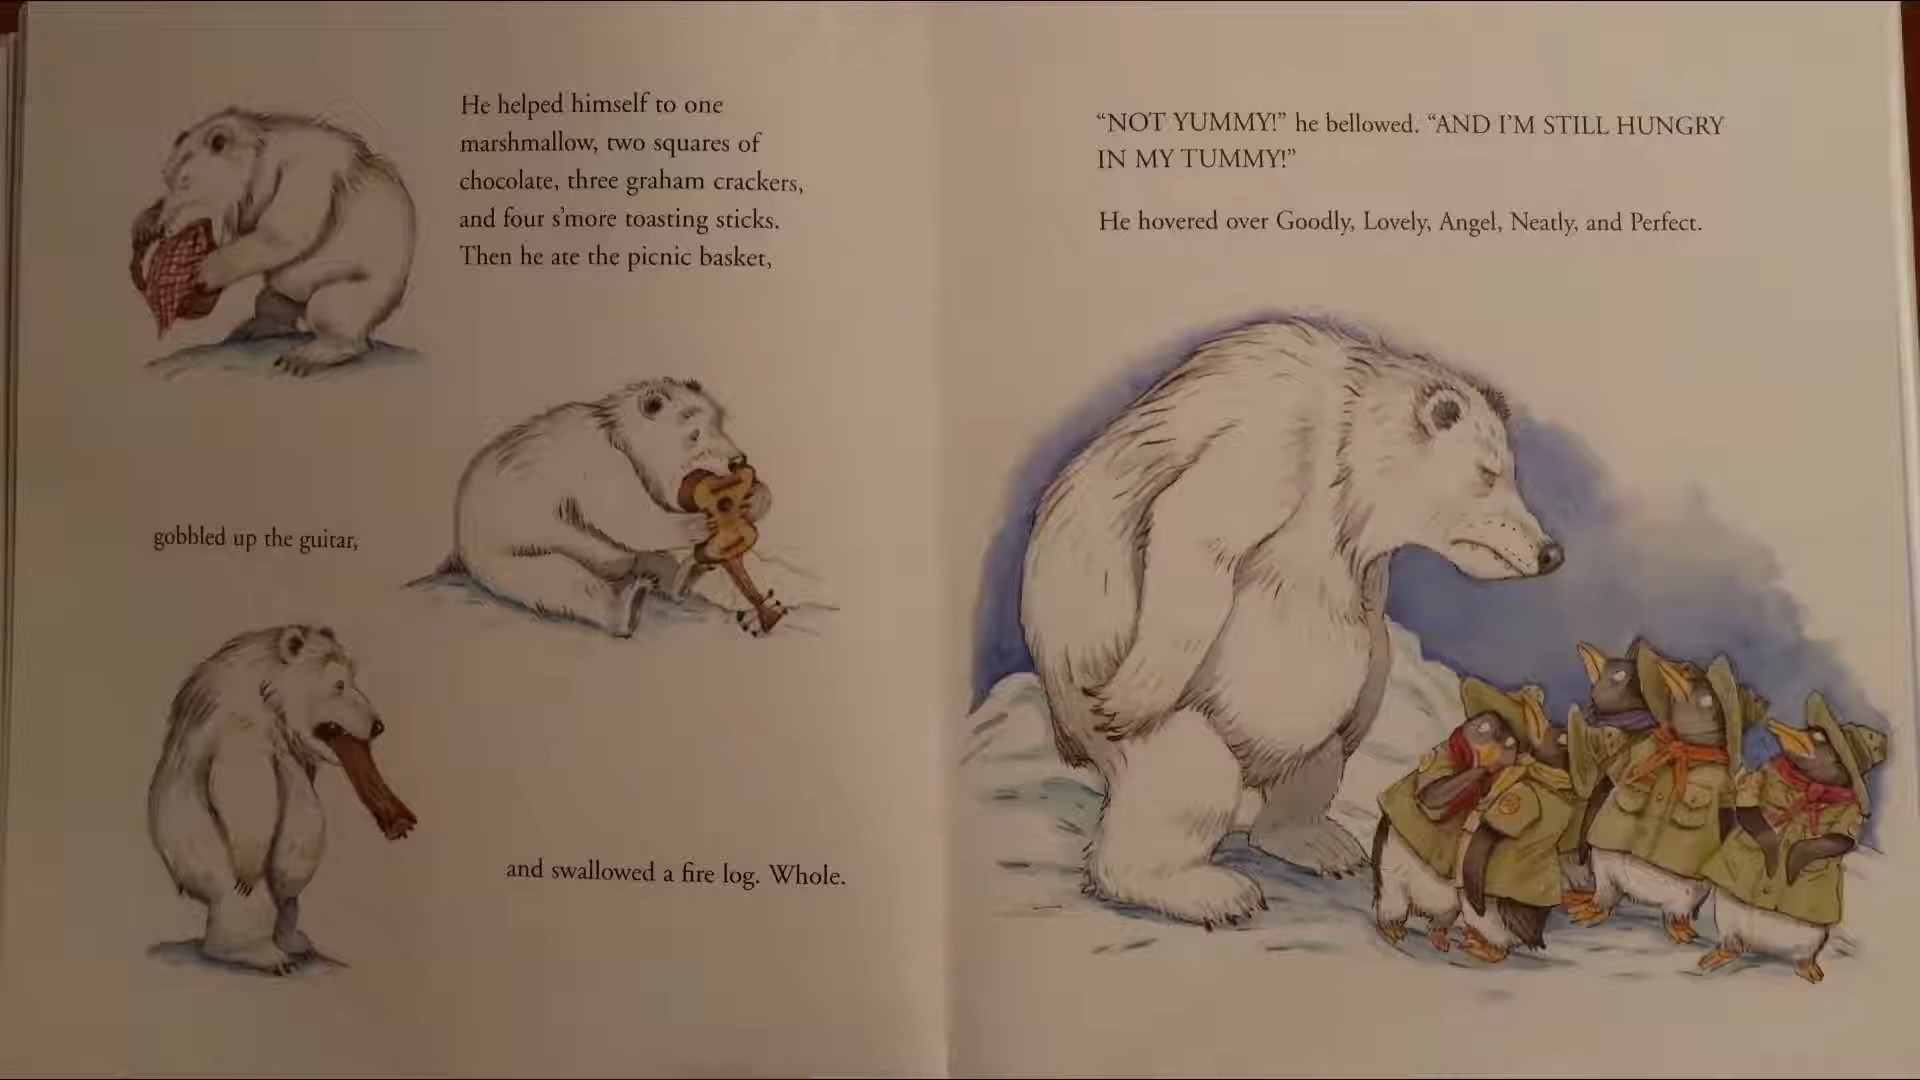 He helped himself to one
marshmallow, two squares of
chocolate, three graham crackers,
and four s'more toasting sticks.
Then he ate the picnic basket,
gobbled up the guitar,
and swallowed a fire log. Whole.
“NOT YUMMY!” he bellowed. “AND I'M STILL HUNGRY
IN MY TUMMY!”
He hovered over Goodly, Lovely, Angel, Neatly, and Perfect.